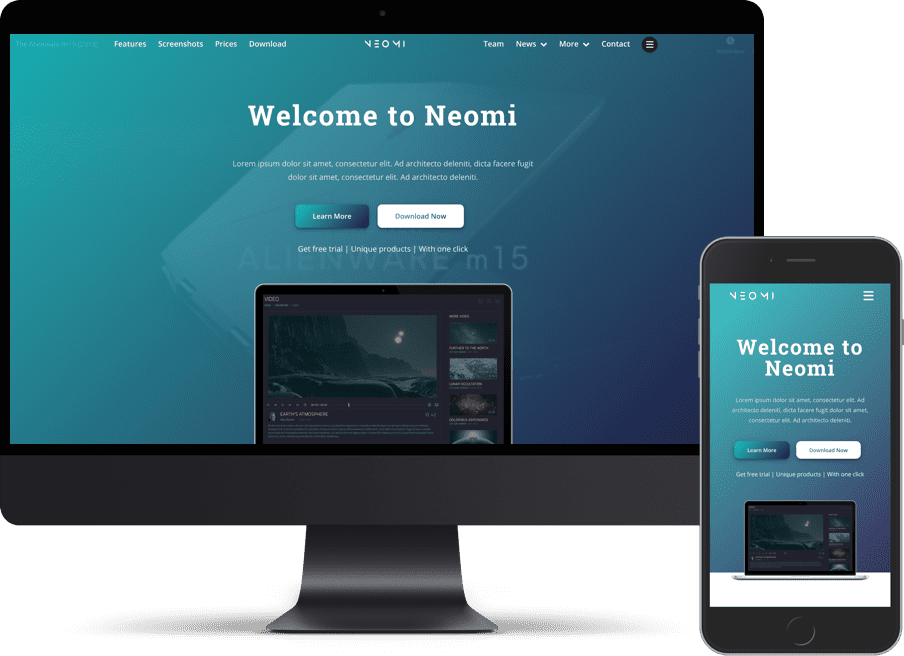 The Alienware m15 (2018)
Features Screenshots Prices Download
NEOMI
Team News More Contact
Welcome to Neomi
Lorem ipsum dolor sit amet, consectetur elit. Ad architecto deleniti, dicta facere fugit
dolor sit amet, consectetur elit. Ad architecto deleniti.
Learn More Download Now
Get free trial | Unique products | With one click
ALIENWARE m15
VIDEO
MORE VIDEO
FURTHER TO THE NORTH
LUNAR OCCULTATION
EARTH'S ATMOSPHERE
NEOMI
Welcome to
Neomi
Lorem ipsum dolor sit amet, consectetur elit. Ad
architecto deleniti, dicta facere fugit dolor sit amet,
consectetur elit. Ad architecto deleniti.
Learn More Download Now
Get free trial | Unique products | With one click